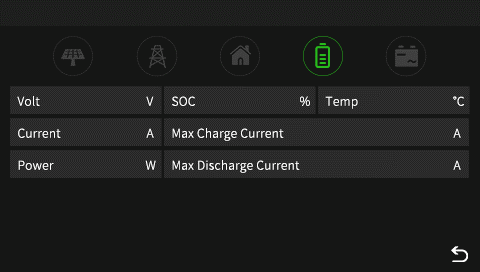 Volt V SOC % Temp °C
Current A Max Charge Current A
Power W Max Discharge Current A